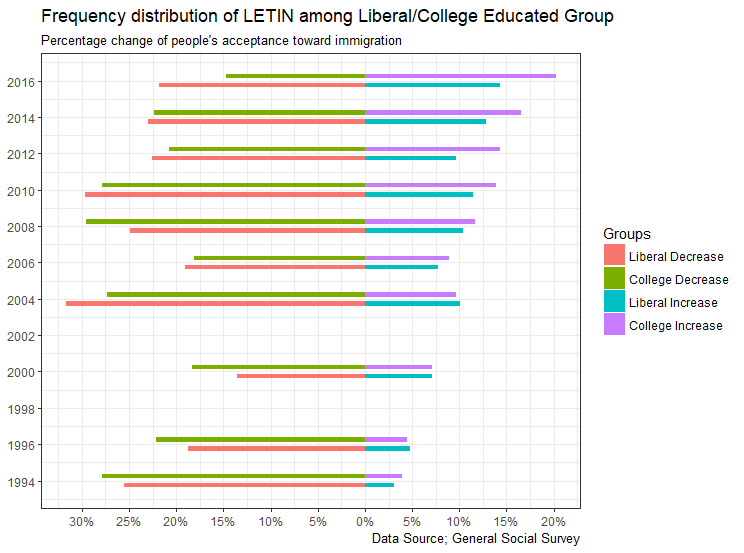 Frequency distribution of LETIN among Liberal/College Educated Group
Percentage change of people's acceptance toward immigration
2016
2014
2012
2010
2008
2006
2004
2002
2000
1998
1996
1994
30% 25% 20% 15% 10% 5% 0% 5% 10% 15% 20%
Data Source; General Social Survey
Groups
Liberal Decrease
College Decrease
Liberal Increase
College Increase